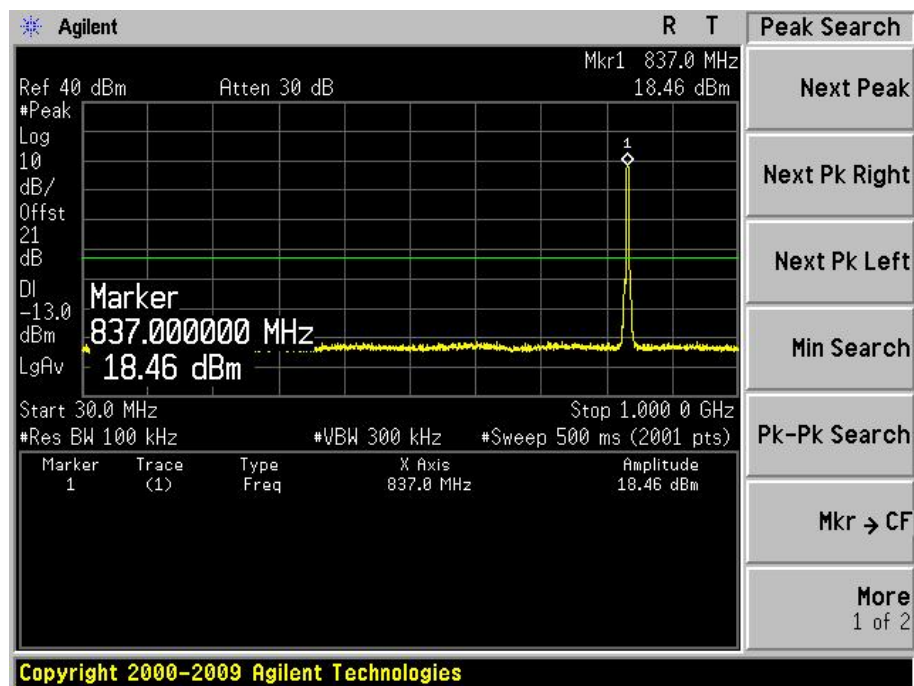 Agilent R T Peak Search
Mkr1 837.0 MHz
Ref 40 dBm Atten 30 dB 18.46 dBm
#Peak
Log
10
dB/
Offst
21
dB
DI
-13.0
dBm
LgAv
1
Marker
837.000000 MHz
18.46 dBm
Start 30.0 MHz Stop 1.000 0 GHz
#Res BW 100 kHz #VBW 300 kHz #Sweep 500 ms (2001 pts)
Marker Trace Type X Axis Amplitude
1 (1) Freq 837.0 MHz 18.46 dBm
Next Peak
Next Pk Right
Next Pk Left
Min Search
Pk-Pk Search
Mkr → CF
More
1 of 2
Copyright 2000-2009 Agilent Technologies